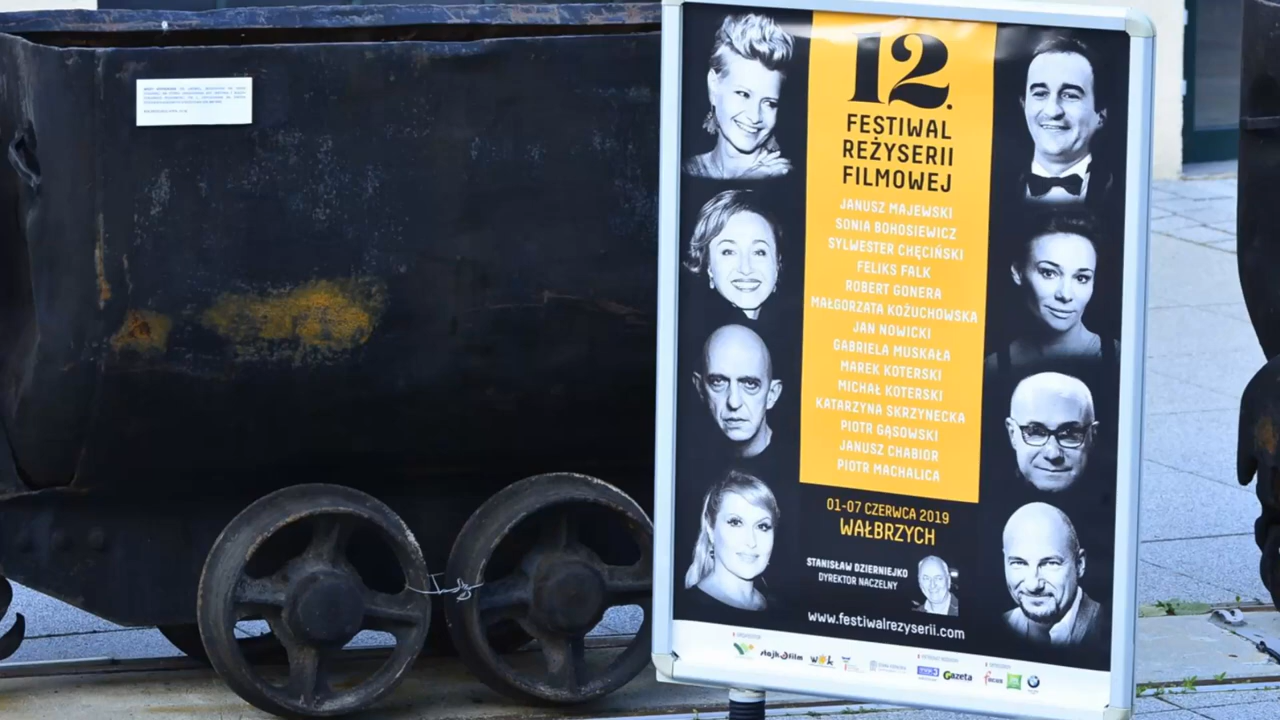 12.
FESTIWAL
REŻYSERII
FILMOWEJ
JANUSZ MAJEWSKI
SONIA BOHOSIEWICZ
SYLWESTER CHĘCIŃSKI
FELIKS FALK
ROBERT GONERA
MAŁGORZATA KOŻUCHOWSKA
JAN NOWICKI
GABRIELA MUSKAŁA
MAREK KOTERSKI
MICHAŁ KOTERSKI
KATARZYNA SKRZYNECKA
PIOTR GĄSOWSKI
JANUSZ CHABIOR
PIOTR MACHALICA
01-07 CZERWCA 2019
WAŁBRZYCH
STANISŁAW DZIERNIEJKO
DYREKTOR NACZELNY
www.festiwalrezyserii.com
Gazeta
focus